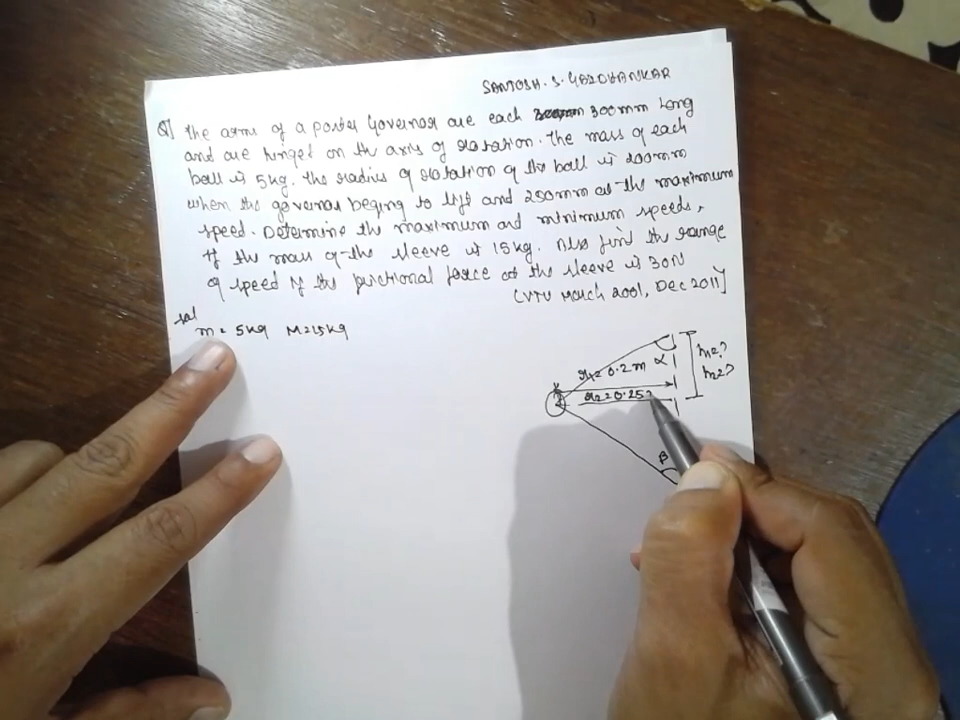 SANTOSH. S. GAZDHANKAR
Q] The arms of a porter Governor are each 300mm long
and are hinged on the axis of rotation. The mass of each
ball is 5kg. The radius of rotation of the ball is 200mm
when the governor begins to lift and 250mm at the maximum
speed. Determine the maximum and minimum speeds,
If the mass of the sleeve is 15kg. Also find the range
of speed if the frictional force at the sleeve is 30N
[VTU March 2001, Dec 2011]
Sol
m = 5kg M=15kg
r1= 0.2m α
h1=?
h2=?
r2=0.25
β